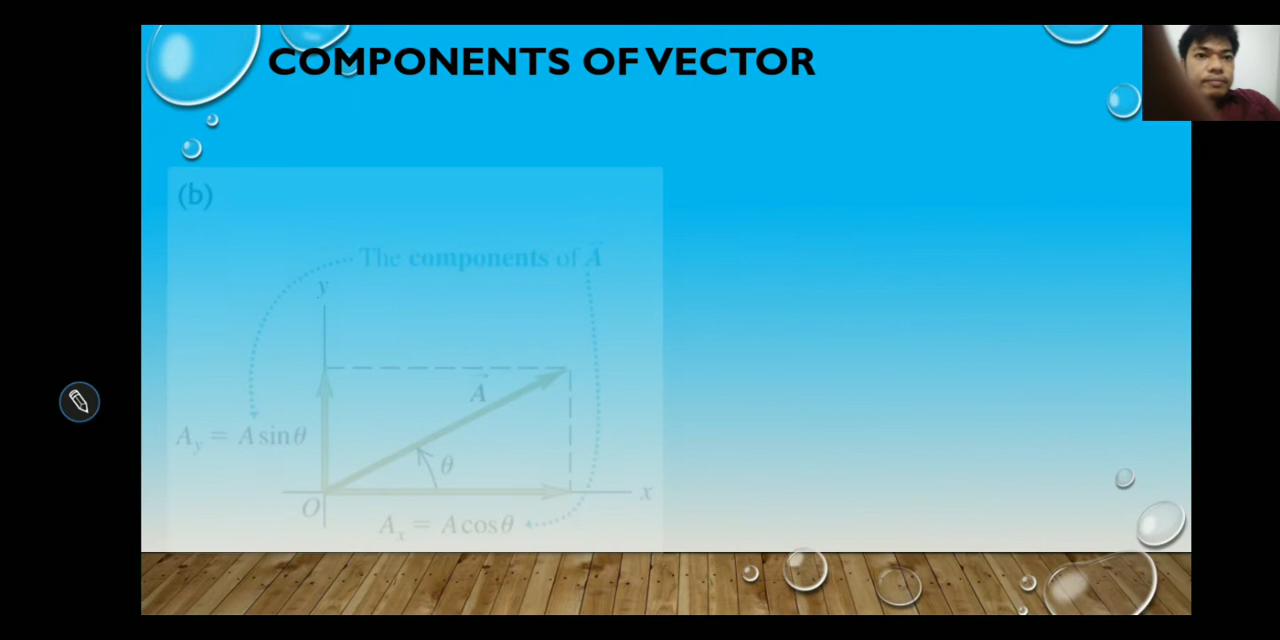 COMPONENTS OF VECTOR
(b)
The components of A⃗
y
A⃗
A_y = A sin θ
θ
O
x
A_x = A cos θ